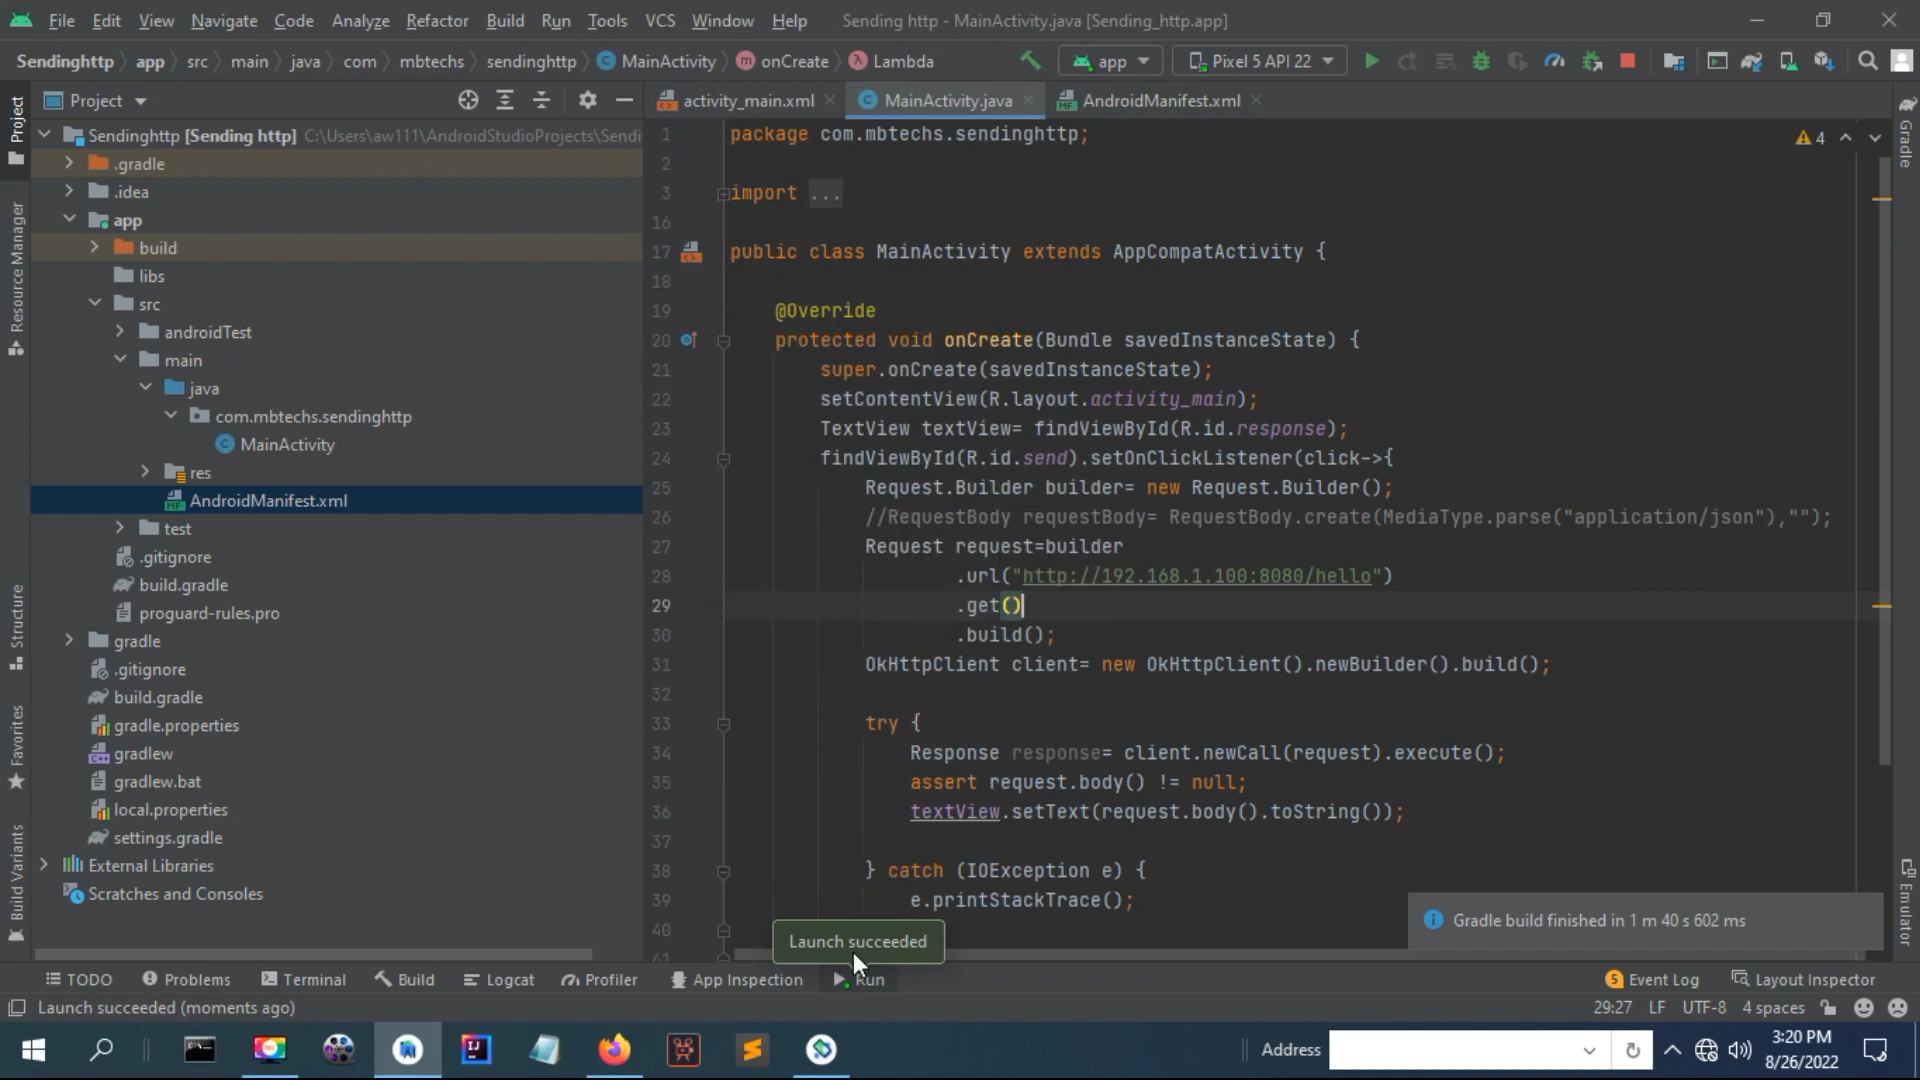 File Edit View Navigate Code Analyze Refactor Build Run Tools VCS Window Help Sending http - MainActivity.java [Sending_http.app]
Sendinghttp app src main java com mbtechs sendinghttp MainActivity onCreate Lambda app Pixel 5 API 22
Project
activity_main.xml MainActivity.java AndroidManifest.xml
Sendinghttp [Sending http] C:\Users\aw111\AndroidStudioProjects\Sendi
.gradle
.idea
app
build
libs
src
androidTest
main
java
com.mbtechs.sendinghttp
MainActivity
res
AndroidManifest.xml
test
.gitignore
build.gradle
proguard-rules.pro
gradle
.gitignore
build.gradle
gradle.properties
gradlew
gradlew.bat
local.properties
settings.gradle
External Libraries
Scratches and Consoles
Project
Resource Manager
Structure
Favorites
Build Variants
1 package com.mbtechs.sendinghttp;
2
3 import ...
16
17 public class MainActivity extends AppCompatActivity {
18
19 @Override
20 protected void onCreate(Bundle savedInstanceState) {
21 super.onCreate(savedInstanceState);
22 setContentView(R.layout.activity_main);
23 TextView textView= findViewById(R.id.response);
24 findViewById(R.id.send).setOnClickListener(click->{
25 Request.Builder builder= new Request.Builder();
26 //RequestBody requestBody= RequestBody.create(MediaType.parse("application/json"),"");
27 Request request=builder
28 .url("http://192.168.1.100:8080/hello")
29 .get()
30 .build();
31 OkHttpClient client= new OkHttpClient().newBuilder().build();
32
33 try {
34 Response response= client.newCall(request).execute();
35 assert request.body() != null;
36 textView.setText(request.body().toString());
37
38 } catch (IOException e) {
39 e.printStackTrace();
40
41
4
Gradle
Emulator
Gradle build finished in 1 m 40 s 602 ms
Launch succeeded
TODO Problems Terminal Build Logcat Profiler App Inspection Run 5 Event Log Layout Inspector
Launch succeeded (moments ago) 29:27 LF UTF-8 4 spaces
Address
3:20 PM
8/26/2022